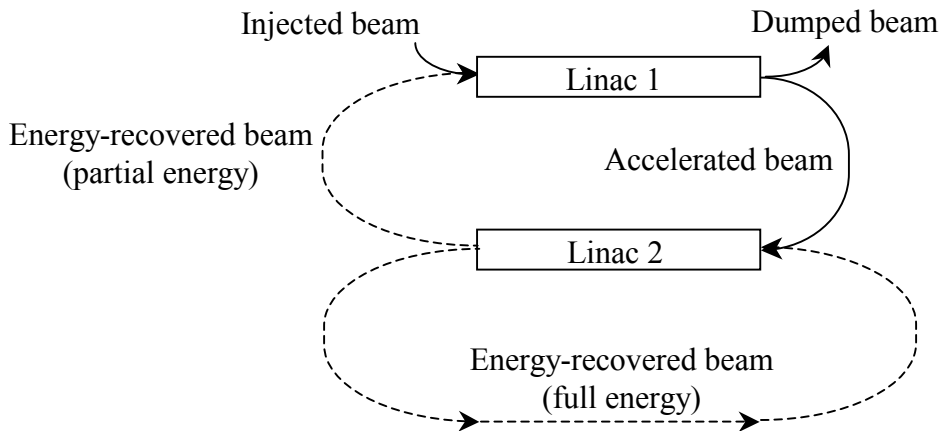 Injected beam
Dumped beam
Linac 1
Energy-recovered beam
(partial energy)
Accelerated beam
Linac 2
Energy-recovered beam
(full energy)